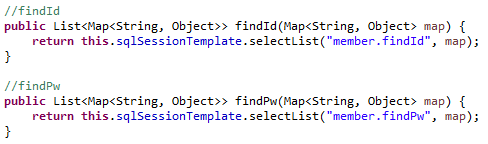 //findId
public List<Map<String, Object>> findId(Map<String, Object> map) {
    return this.sqlSessionTemplate.selectList("member.findId", map);
}
//findPw
public List<Map<String, Object>> findPw(Map<String, Object> map) {
    return this.sqlSessionTemplate.selectList("member.findPw", map);
}